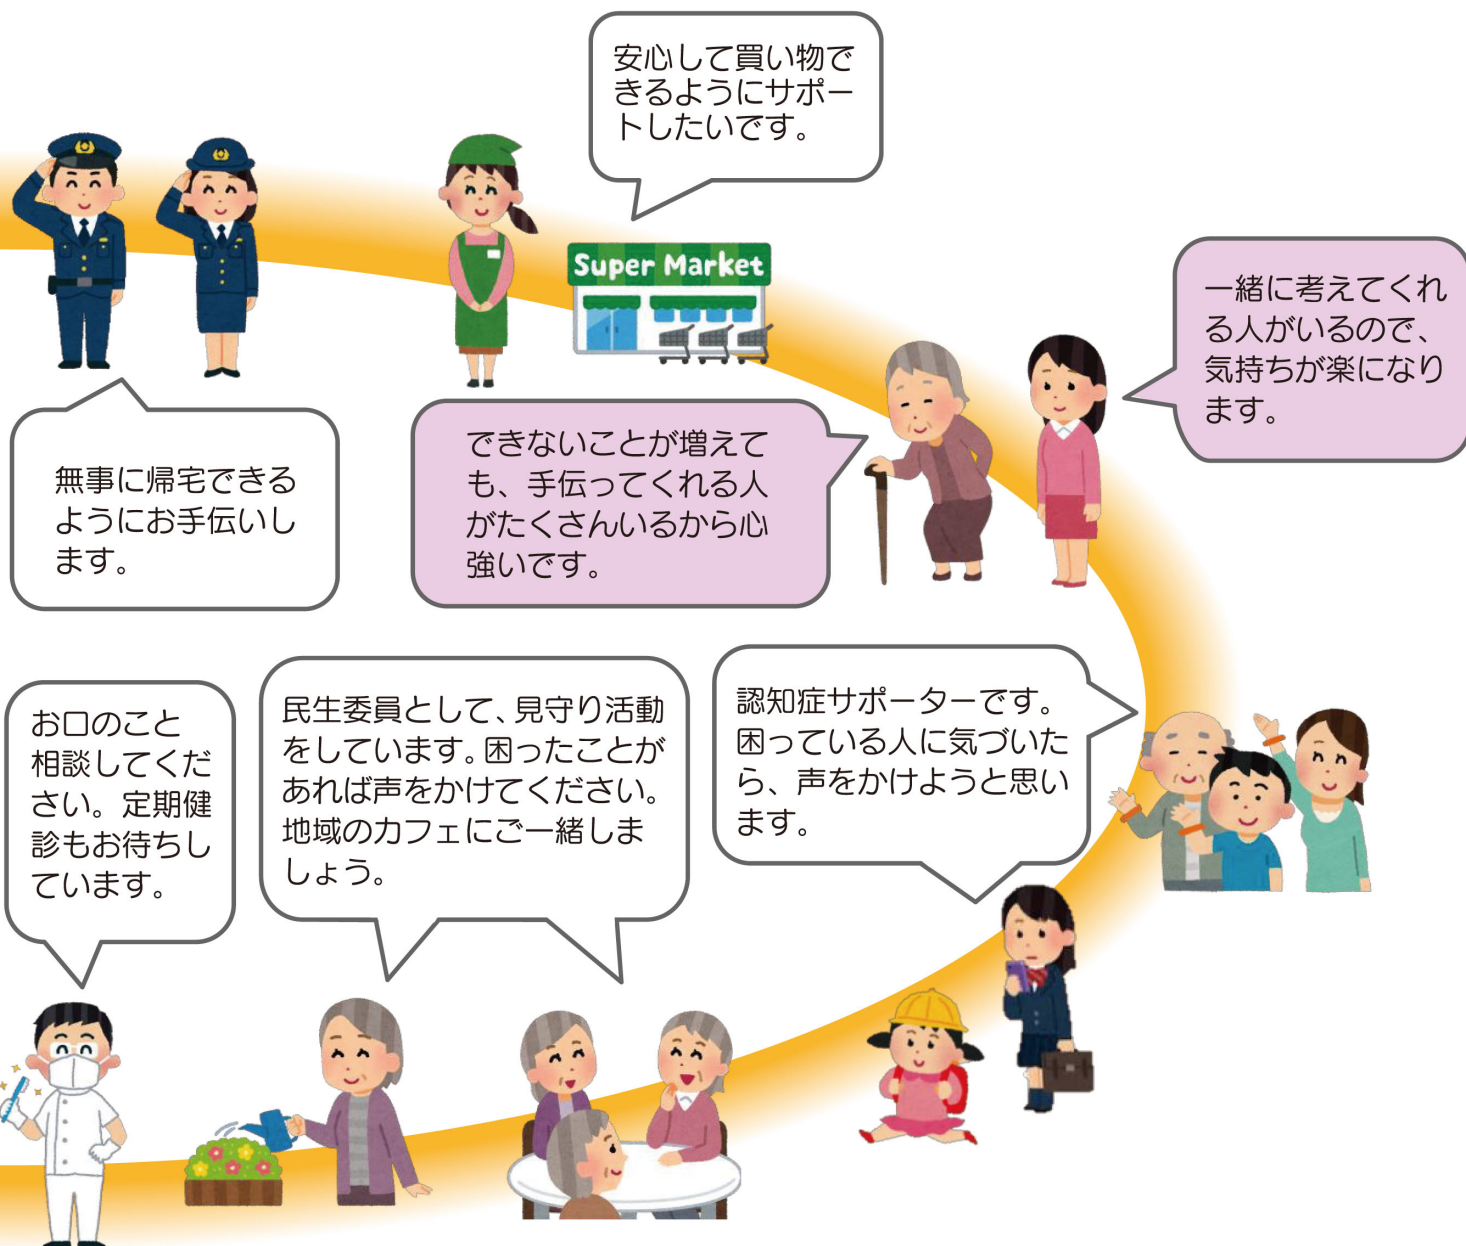 安心して買い物で
きるようにサポー
トしたいです。
Super Market
一緒に考えてくれ
る人がいるので、
気持ちが楽になり
ます。
無事に帰宅できる
ようにお手伝いし
ます。
できないことが増えて
も、手伝ってくれる人
がたくさんいるから心
強いです。
お口のこと
相談してくだ
さい。定期健
診もお待ちし
ています。
民生委員として、見守り活動
をしています。困ったことが
あれば声をかけてください。
地域のカフェにご一緒しま
しょう。
認知症サポーターです。
困っている人に気づいた
ら、声をかけようと思い
ます。